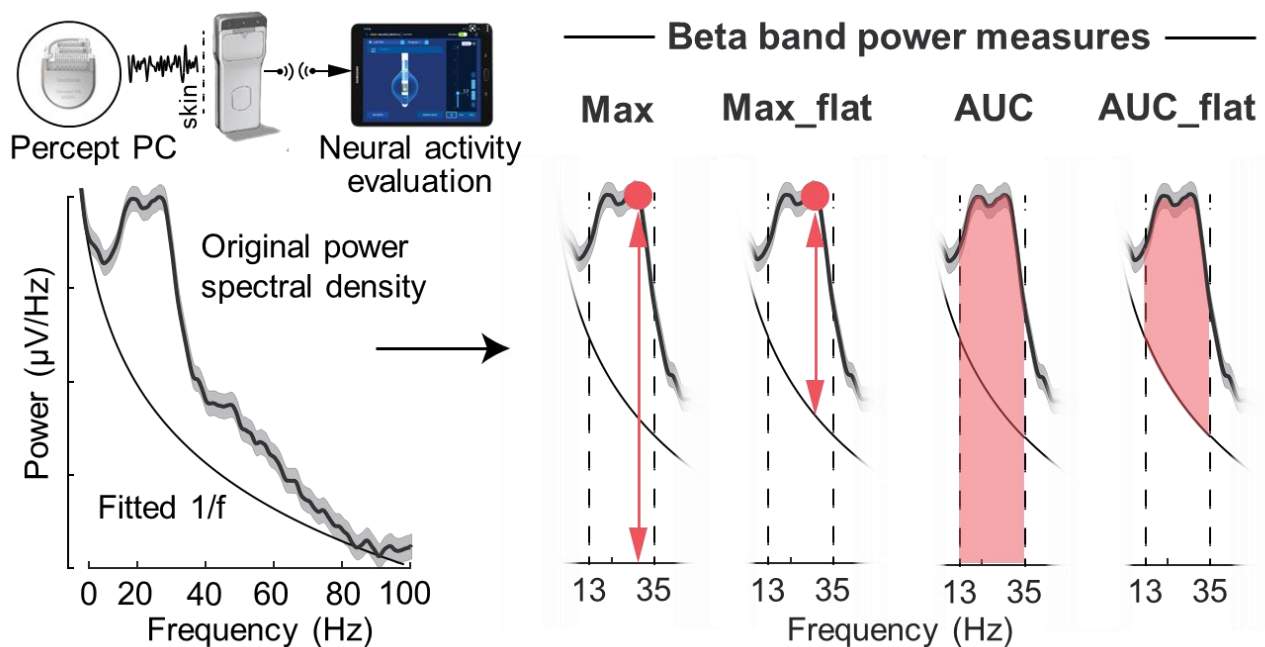 Beta band power measures
skin
Percept PC
Neural activity
evaluation
Max
Max_flat
AUC
AUC_flat
Original power
spectral density
Fitted 1/f
Power (µV/Hz)
0 20 40 60 80 100
Frequency (Hz)
13 35
13 35
13 35
13 35
Frequency (Hz)